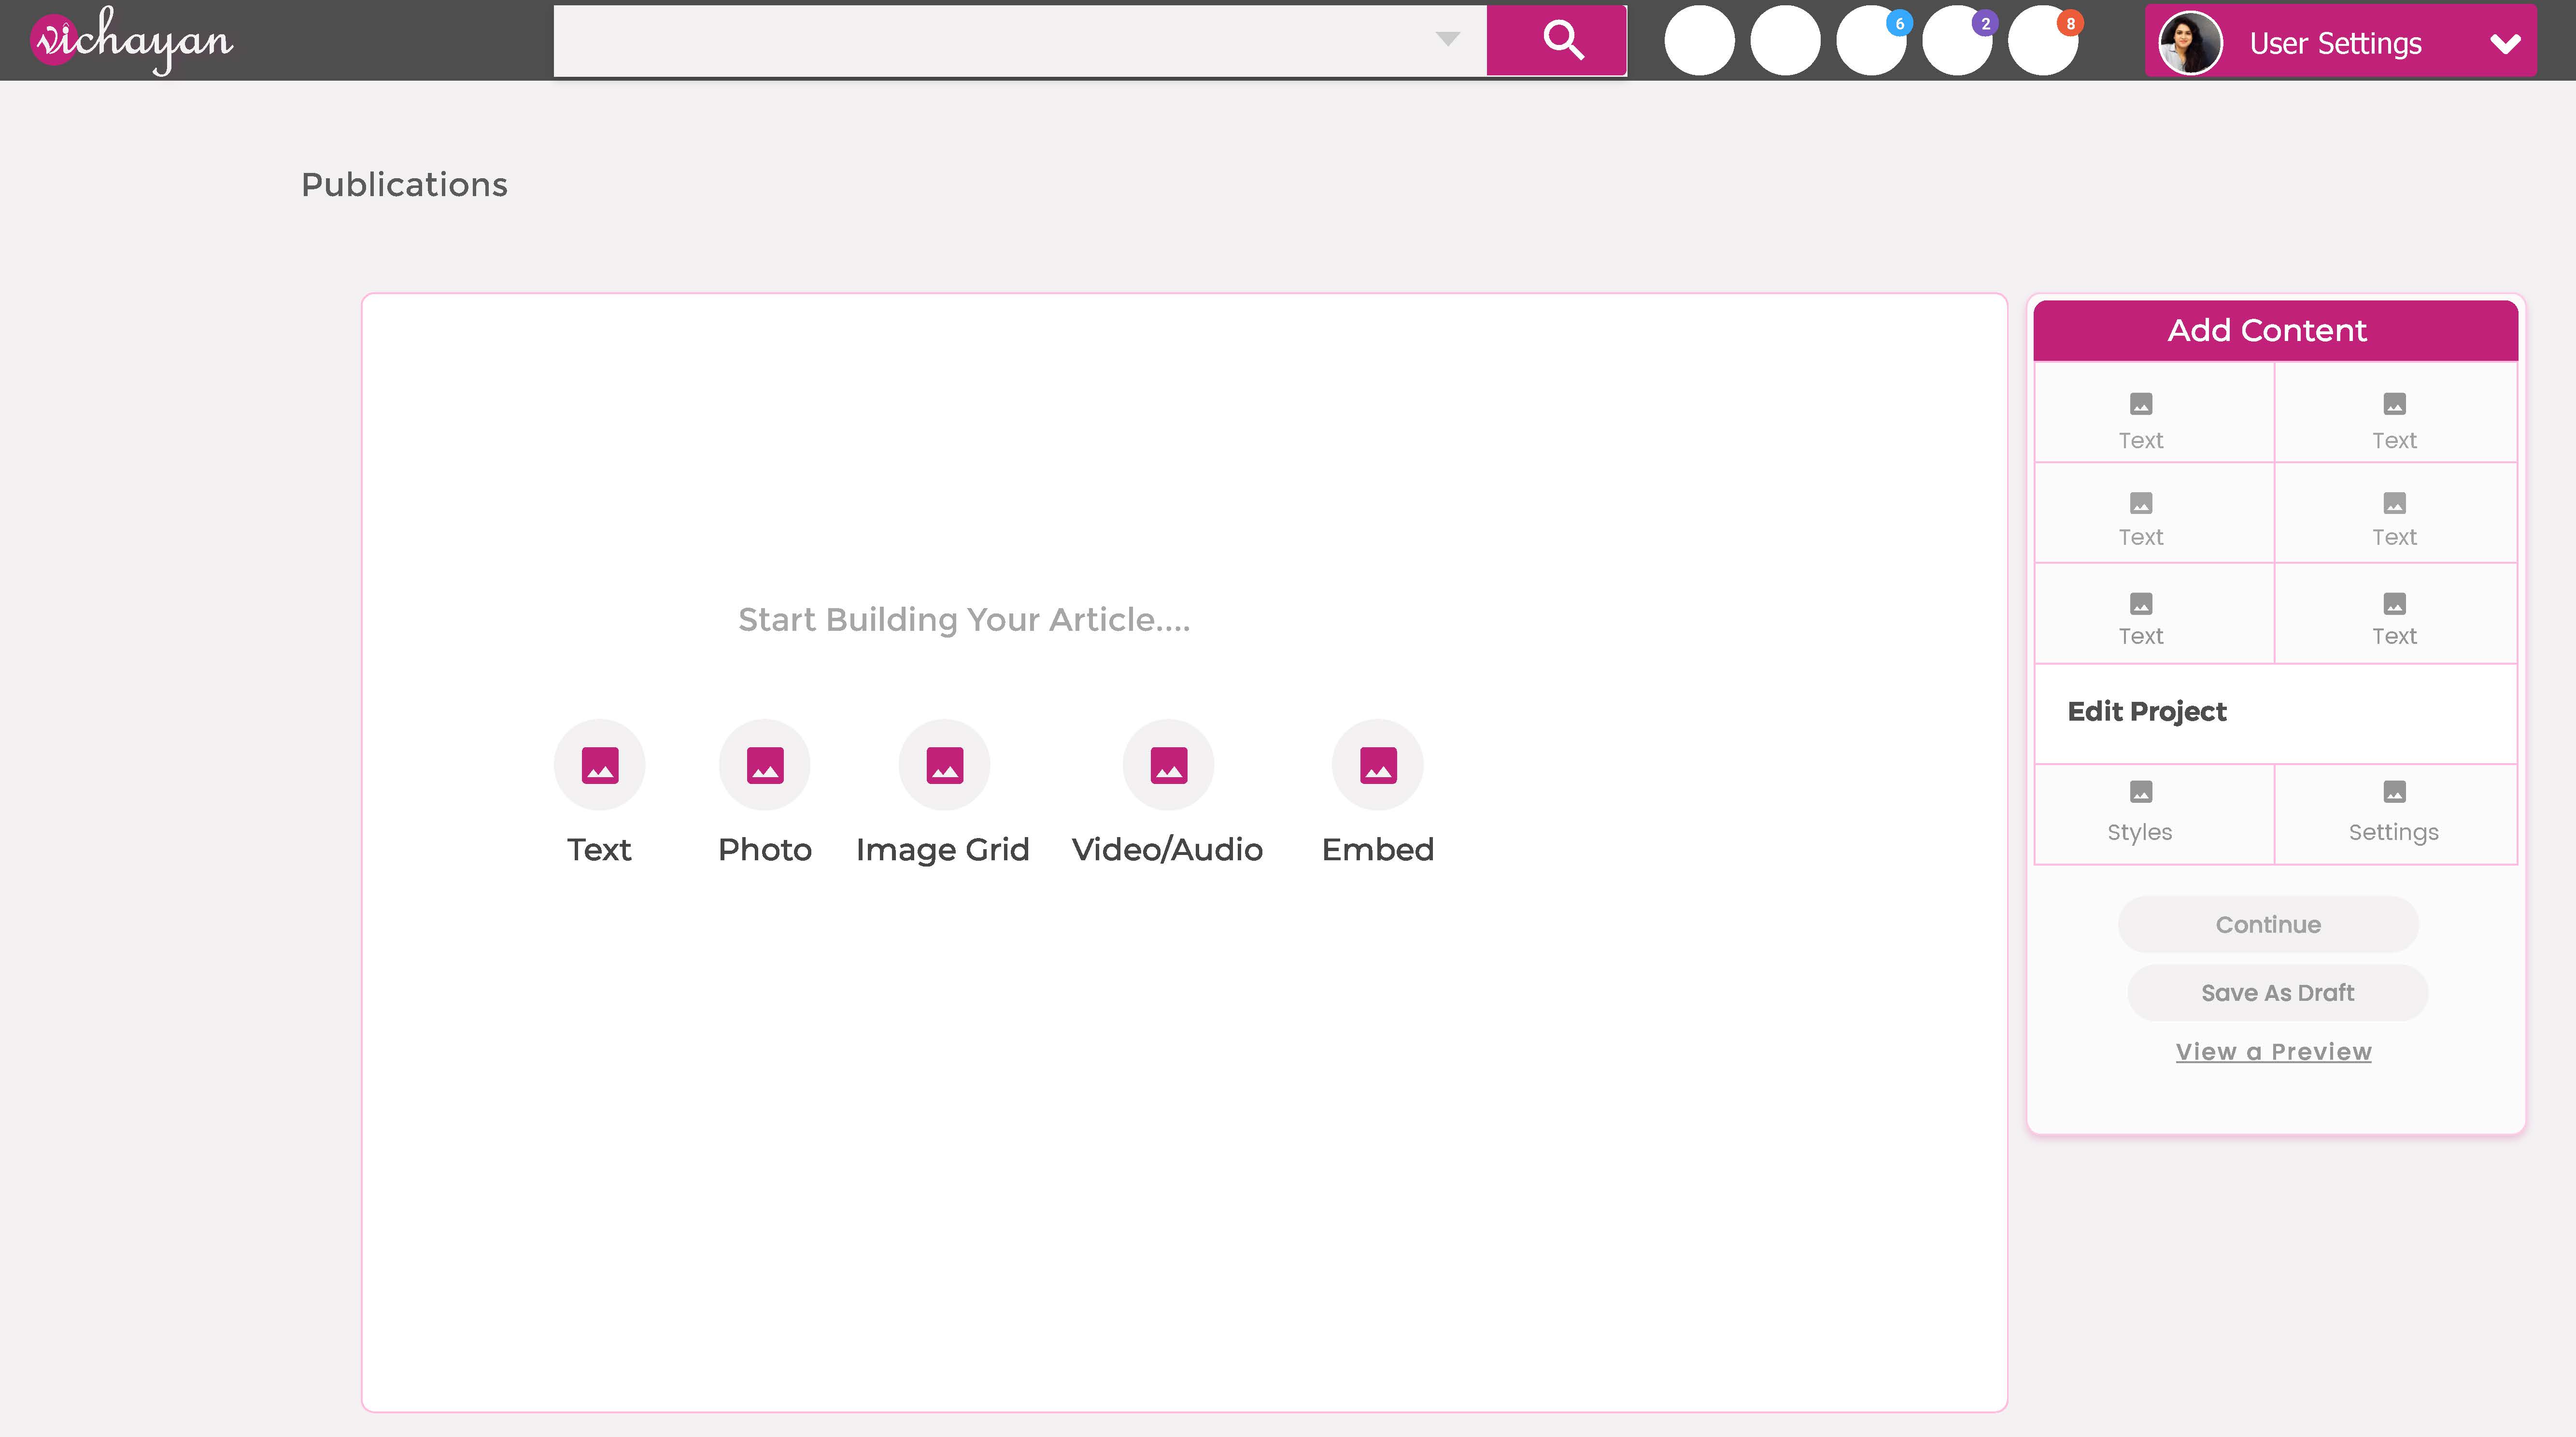 vichayan
6
2
8
User Settings
Publications
Start Building Your Article....
Text
Photo
Image Grid
Video/Audio
Embed
Add Content
Text
Text
Text
Text
Text
Text
Edit Project
Styles
Settings
Continue
Save As Draft
View a Preview